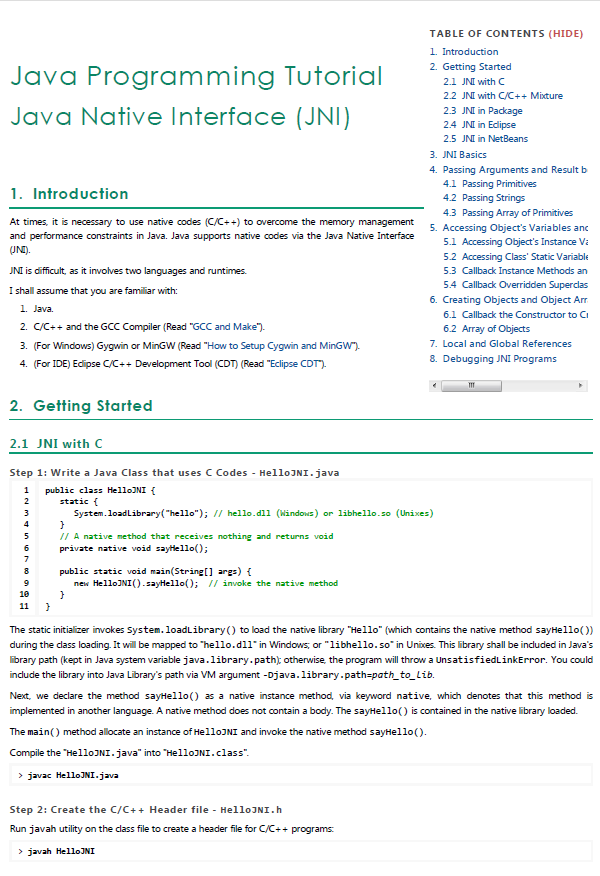 TABLE OF CONTENTS (HIDE)
1. Introduction
2. Getting Started
2.1 JNI with C
2.2 JNI with C/C++ Mixture
2.3 JNI in Package
2.4 JNI in Eclipse
2.5 JNI in NetBeans
3. JNI Basics
4. Passing Arguments and Result b
4.1 Passing Primitives
4.2 Passing Strings
4.3 Passing Array of Primitives
5. Accessing Object's Variables and
5.1 Accessing Object's Instance Va
5.2 Accessing Class' Static Variable
5.3 Callback Instance Methods an
5.4 Callback Overridden Superclas
6. Creating Objects and Object Arr
6.1 Callback the Constructor to Cr
6.2 Array of Objects
7. Local and Global References
8. Debugging JNI Programs
Java Programming Tutorial
Java Native Interface (JNI)
1. Introduction
At times, it is necessary to use native codes (C/C++) to overcome the memory management
and performance constraints in Java. Java supports native codes via the Java Native Interface
(JNI).
JNI is difficult, as it involves two languages and runtimes.
I shall assume that you are familiar with:
1. Java.
2. C/C++ and the GCC Compiler (Read "GCC and Make").
3. (For Windows) Gygwin or MinGW (Read "How to Setup Cygwin and MinGW").
4. (For IDE) Eclipse C/C++ Development Tool (CDT) (Read "Eclipse CDT").
2. Getting Started
2.1 JNI with C
Step 1: Write a Java Class that uses C Codes - HelloJNI.java
1 public class HelloJNI {
2 static {
3 System.loadLibrary("hello"); // hello.dll (Windows) or libhello.so (Unixes)
4 }
5 // A native method that receives nothing and returns void
6 private native void sayHello();
7
8 public static void main(String[] args) {
9 new HelloJNI().sayHello(); // invoke the native method
10 }
11 }
The static initializer invokes System.loadLibrary() to load the native library "Hello" (which contains the native method sayHello())
during the class loading. It will be mapped to "hello.dll" in Windows; or "libhello.so" in Unixes. This library shall be included in Java's
library path (kept in Java system variable java.library.path); otherwise, the program will throw a UnsatisfiedLinkError. You could
include the library into Java Library's path via VM argument -Djava.library.path=path_to_lib.
Next, we declare the method sayHello() as a native instance method, via keyword native, which denotes that this method is
implemented in another language. A native method does not contain a body. The sayHello() is contained in the native library loaded.
The main() method allocate an instance of HelloJNI and invoke the native method sayHello().
Compile the "HelloJNI.java" into "HelloJNI.class".
> javac HelloJNI.java
Step 2: Create the C/C++ Header file - HelloJNI.h
Run javah utility on the class file to create a header file for C/C++ programs:
> javah HelloJNI